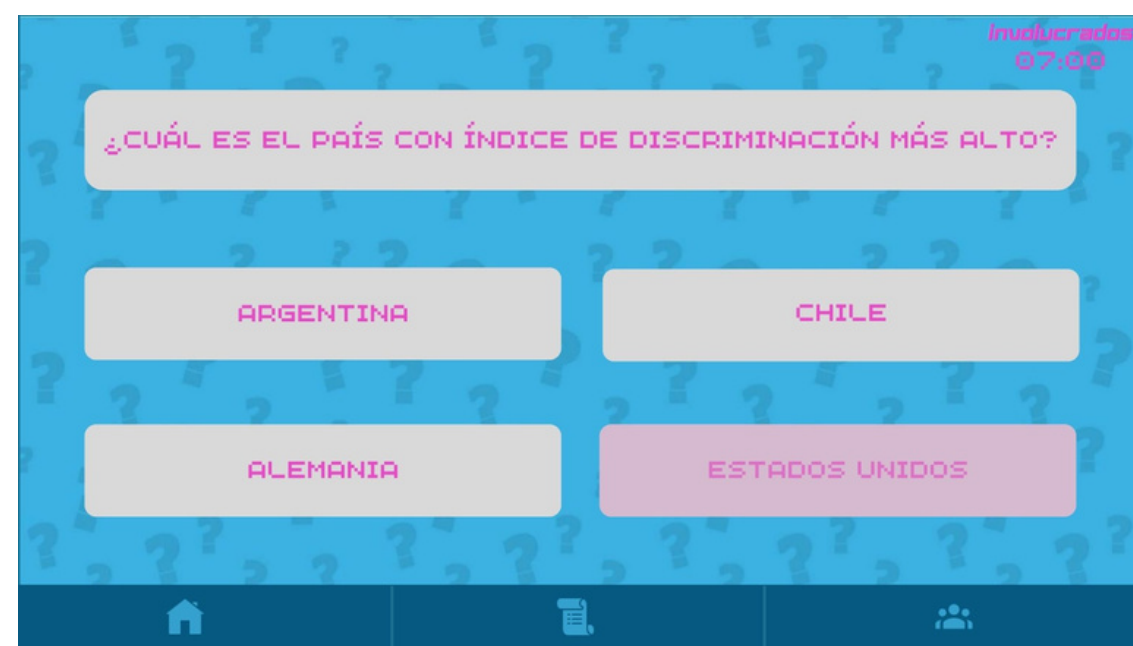 involucrados
07:00
¿CUÁL ES EL PAÍS CON ÍNDICE DE DISCRIMINACIÓN MÁS ALTO?
ARGENTINA
CHILE
ALEMANIA
ESTADOS UNIDOS